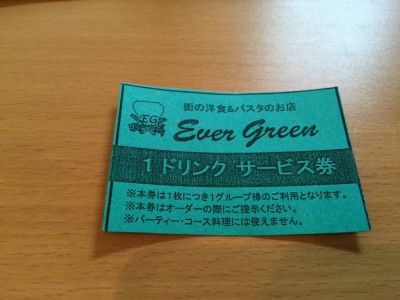 街の洋食&パスタのお店
EG
Ever Green
1ドリンク サービス券
※本券は1枚につき1グループ様のご利用となります。
※本券はオーダーの際にご提示ください。
※パーティー・コース料理には使えません。